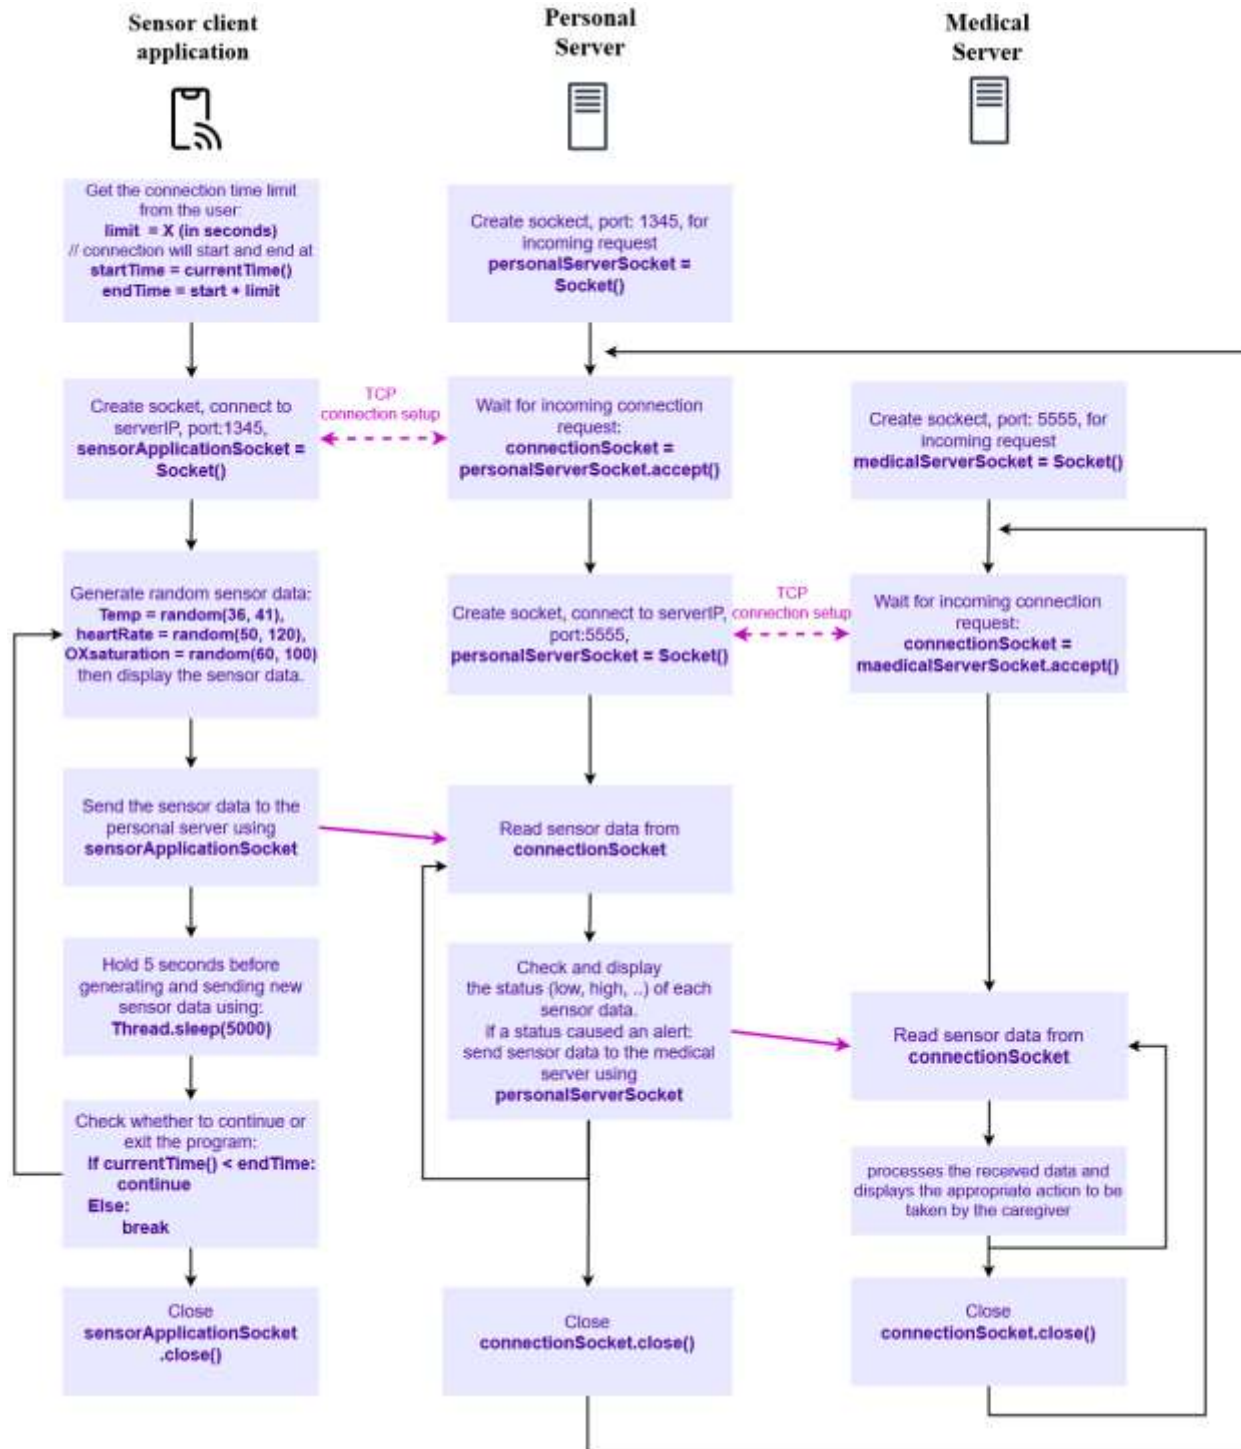 Sensor client
application
Personal
Server
Medical
Server
Get the connection time limit
from the user:
limit = X (in seconds)
// connection will start and end at
startTime = currentTime()
endTime = start + limit
Create sockect, port: 1345, for
incoming request
personalServerSocket =
Socket()
Create socket, connect to
serverIP, port:1345,
sensorApplicationSocket =
Socket()
TCP
connection setup
Wait for incoming connection
request:
connectionSocket =
personalServerSocket.accept()
Create sockect, port: 5555, for
incoming request
medicalServerSocket = Socket()
Generate random sensor data:
Temp = random(36, 41),
heartRate = random(50, 120),
OXsaturation = random(60, 100)
then display the sensor data.
Create socket, connect to serverIP,
port:5555,
personalServerSocket = Socket()
TCP
connection setup
Wait for incoming connection
request:
connectionSocket =
maedicalServerSocket.accept()
Send the sensor data to the
personal server using
sensorApplicationSocket
Read sensor data from
connectionSocket
Hold 5 seconds before
generating and sending new
sensor data using:
Thread.sleep(5000)
Check and display
the status (low, high, ..) of each
sensor data.
if a status caused an alert:
send sensor data to the medical
server using
personalServerSocket
Read sensor data from
connectionSocket
Check whether to continue or
exit the program:
If currentTime() < endTime:
continue
Else:
break
processes the received data and
displays the appropriate action to be
taken by the caregiver
Close
sensorApplicationSocket
.close()
Close
connectionSocket.close()
Close
connectionSocket.close()